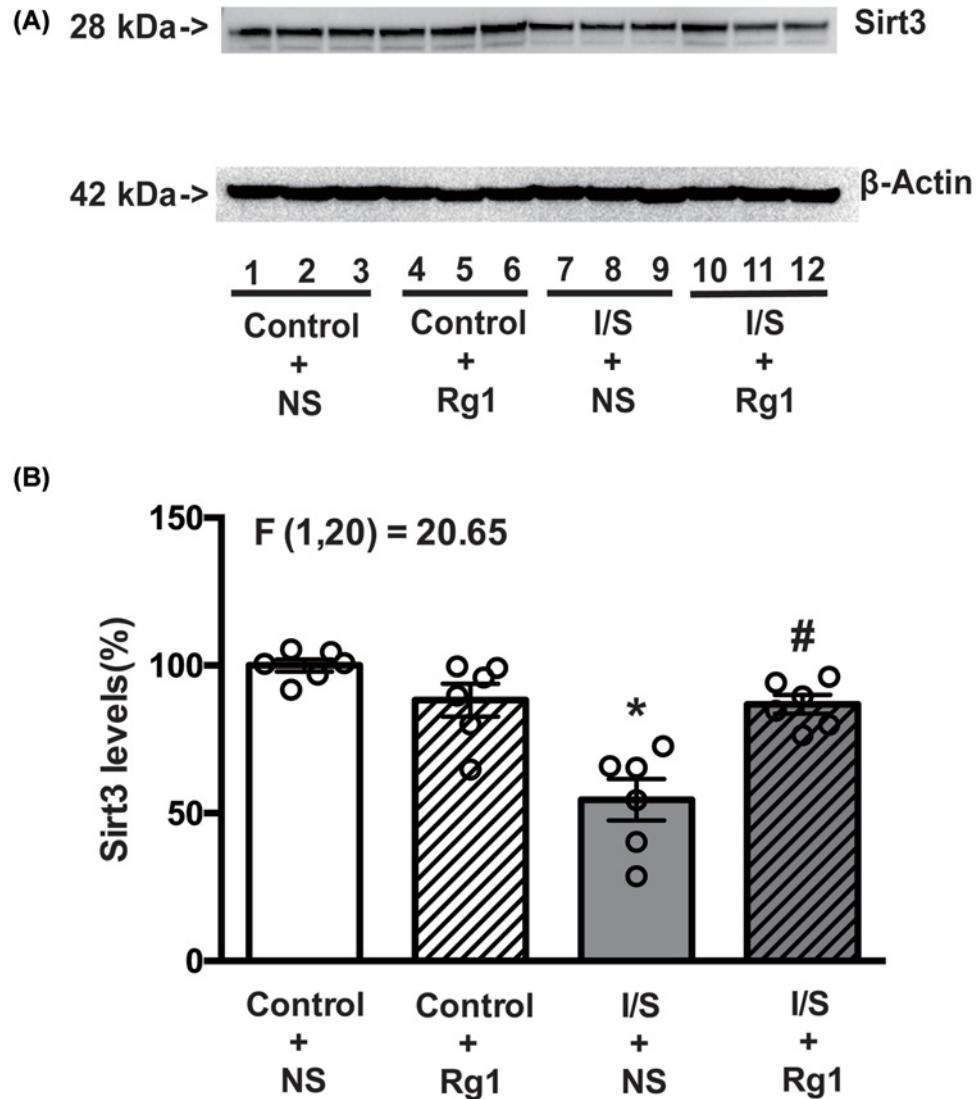 (A) 28 kDa-> Sirt3
42 kDa-> β-Actin
1 2 3 4 5 6 7 8 9 10 11 12
Control Control I/S I/S
+ + + +
NS Rg1 NS Rg1
(B)
150
F (1,20) = 20.65
#
100
*
50
0
Sirt3 levels(%)
Control Control I/S I/S
+ + + +
NS Rg1 NS Rg1